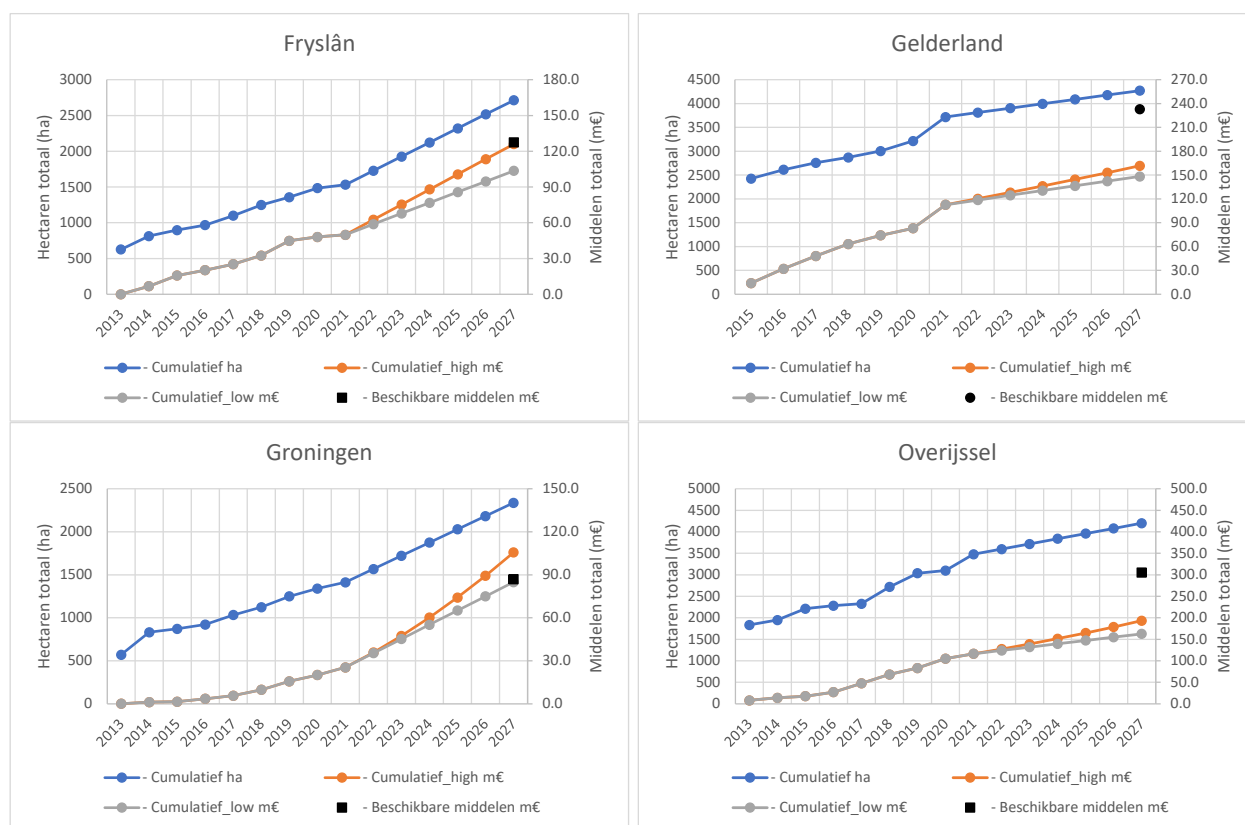 Fryslân
3000
2500
2000
1500
1000
500
0
Hectaren totaal (ha)
180.0
150.0
120.0
90.0
60.0
30.0
0.0
Middelen totaal (m€)
2013 2014 2015 2016 2017 2018 2019 2020 2021 2022 2023 2024 2025 2026 2027
- Cumulatief ha - Cumulatief_high m€
- Cumulatief_low m€ - Beschikbare middelen m€
Gelderland
4500
4000
3500
3000
2500
2000
1500
1000
500
0
Hectaren totaal (ha)
270.0
240.0
210.0
180.0
150.0
120.0
90.0
60.0
30.0
0.0
Middelen totaal (m€)
2015 2016 2017 2018 2019 2020 2021 2022 2023 2024 2025 2026 2027
- Cumulatief ha - Cumulatief_high m€
- Cumulatief_low m€ - Beschikbare middelen m€
Groningen
2500
2000
1500
1000
500
0
Hectaren totaal (ha)
150.0
120.0
90.0
60.0
30.0
0.0
Middelen totaal (m€)
2013 2014 2015 2016 2017 2018 2019 2020 2021 2022 2023 2024 2025 2026 2027
- Cumulatief ha - Cumulatief_high m€
- Cumulatief_low m€ - Beschikbare middelen m€
Overijssel
5000
4500
4000
3500
3000
2500
2000
1500
1000
500
0
Hectaren totaal (ha)
500.0
450.0
400.0
350.0
300.0
250.0
200.0
150.0
100.0
50.0
0.0
Middelen totaal (m€)
2013 2014 2015 2016 2017 2018 2019 2020 2021 2022 2023 2024 2025 2026 2027
- Cumulatief ha - Cumulatief_high m€
- Cumulatief_low m€ - Beschikbare middelen m€